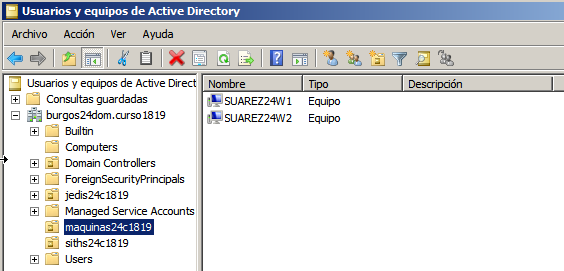 Usuarios y equipos de Active Directory
Archivo Acción Ver Ayuda
Usuarios y equipos de Active Direct
Consultas guardadas
burgos24dom.curso1819
Builtin
Computers
Domain Controllers
ForeignSecurityPrincipals
jedis24c1819
Managed Service Accounts
maquinas24c1819
siths24c1819
Users
Nombre Tipo Descripción
SUAREZ24W1 Equipo
SUAREZ24W2 Equipo